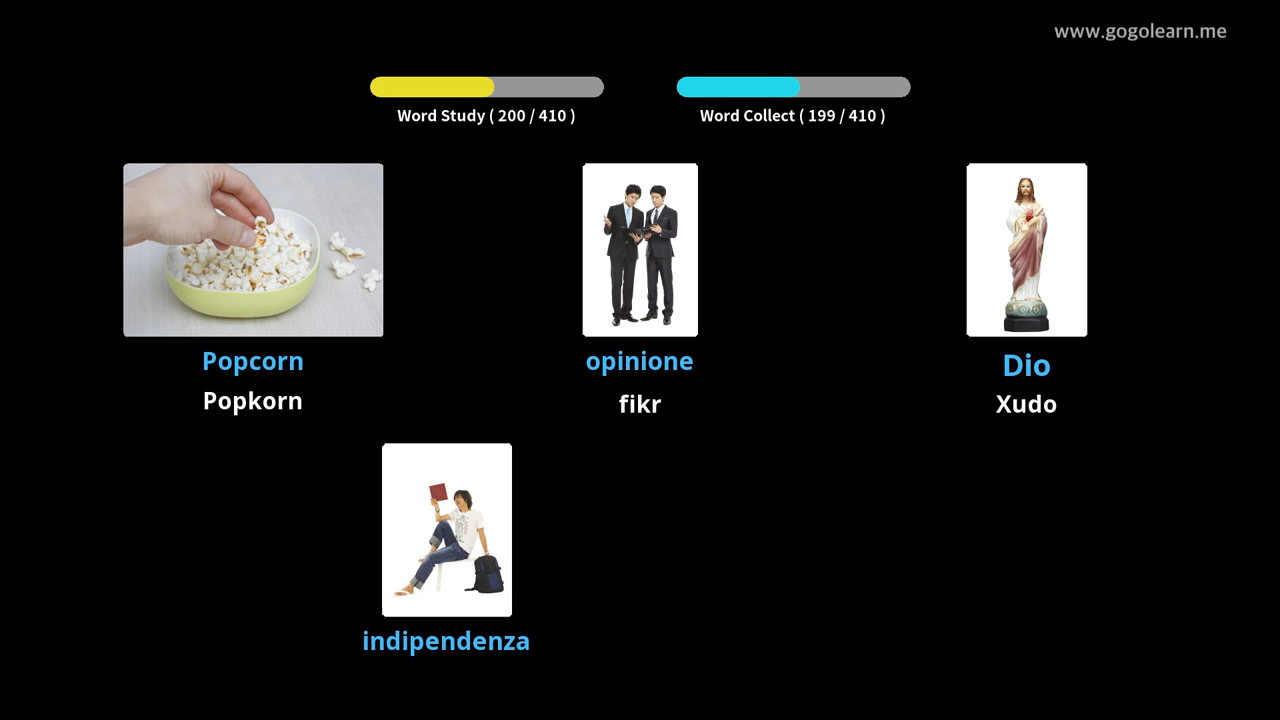 www.gogolearn.me
Word Study ( 200 / 410 )
Word Collect ( 199 / 410 )
Popcorn
Popkorn
opinione
fikr
Dio
Xudo
indipendenza